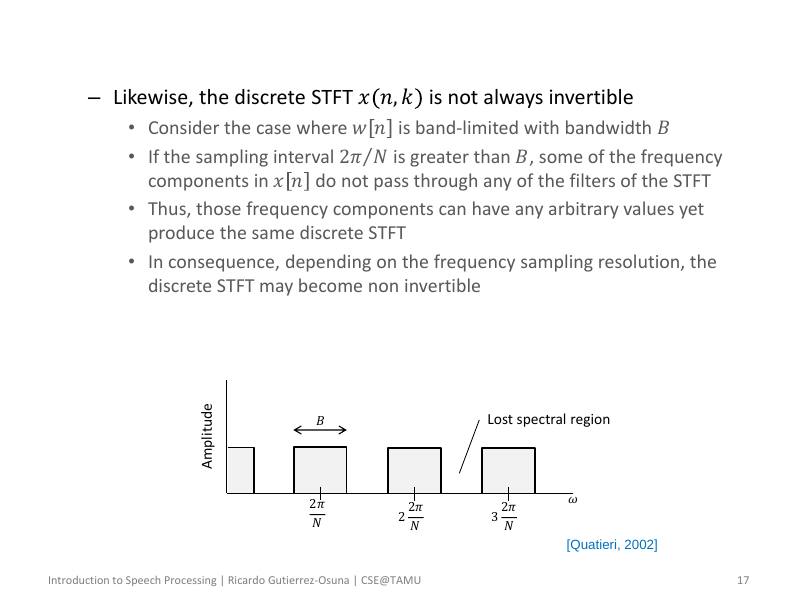 – Likewise, the discrete STFT x(n, k) is not always invertible
• Consider the case where w[n] is band-limited with bandwidth B
• If the sampling interval 2π/N is greater than B, some of the frequency
components in x[n] do not pass through any of the filters of the STFT
• Thus, those frequency components can have any arbitrary values yet
produce the same discrete STFT
• In consequence, depending on the frequency sampling resolution, the
discrete STFT may become non invertible
Amplitude
B
Lost spectral region
2π/N
2 2π/N
3 2π/N
ω
[Quatieri, 2002]
Introduction to Speech Processing | Ricardo Gutierrez-Osuna | CSE@TAMU
17